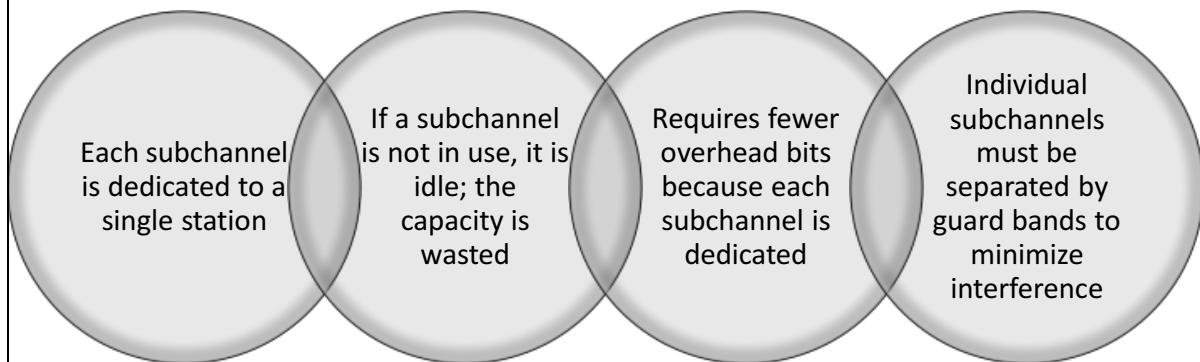 Each subchannel
is dedicated to a
single station
If a subchannel
is not in use, it is
idle; the
capacity is
wasted
Requires fewer
overhead bits
because each
subchannel is
dedicated
Individual
subchannels
must be
separated by
guard bands to
minimize
interference